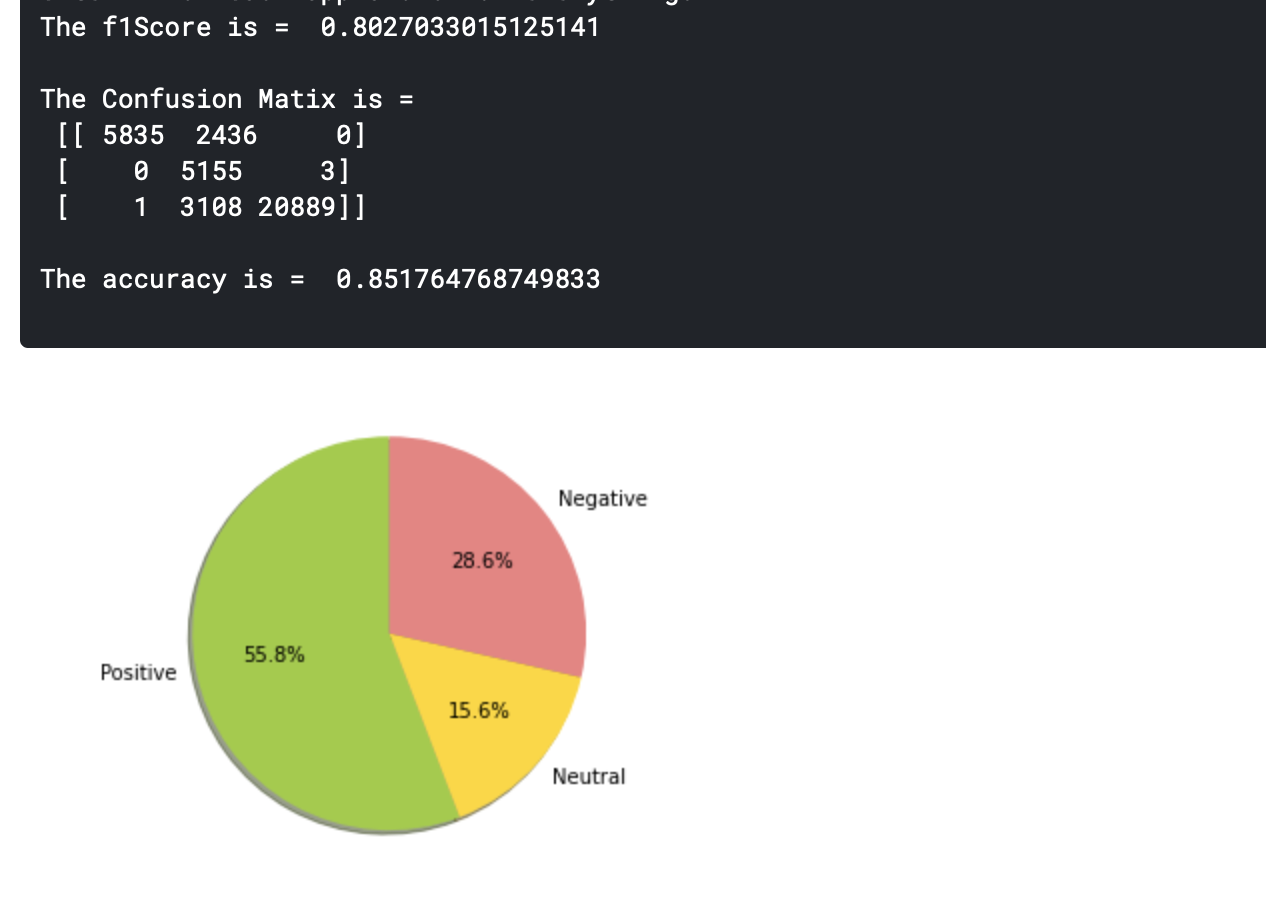 The f1Score is =  0.8027033015125141
The Confusion Matix is =
[[ 5835  2436     0]
[    0  5155     3]
[    1  3108 20889]]
The accuracy is =  0.851764768749833
Negative
28.6%
55.8%
Positive
15.6%
Neutral